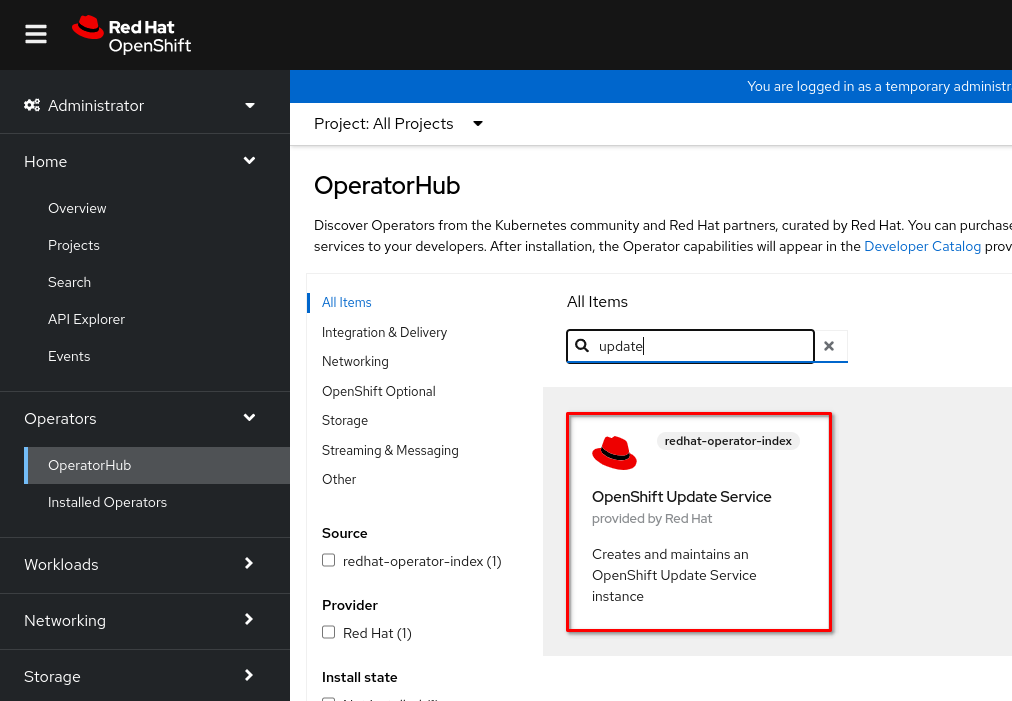 Red Hat
OpenShift
Administrator
You are logged in as a temporary administr
Project: All Projects
Home
Overview
Projects
Search
API Explorer
Events
Operators
OperatorHub
Installed Operators
Workloads
Networking
Storage
OperatorHub
Discover Operators from the Kubernetes community and Red Hat partners, curated by Red Hat. You can purchase
services to your developers. After installation, the Operator capabilities will appear in the Developer Catalog prov
All Items
Integration & Delivery
Networking
OpenShift Optional
Storage
Streaming & Messaging
Other
Source
redhat-operator-index (1)
Provider
Red Hat (1)
Install state
All Items
update
redhat-operator-index
OpenShift Update Service
provided by Red Hat
Creates and maintains an
OpenShift Update Service
instance